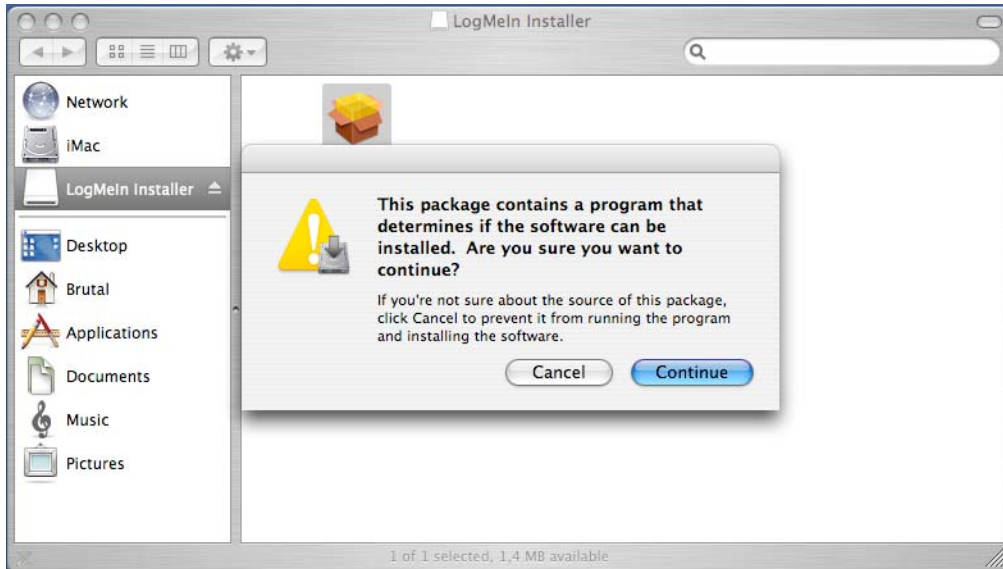 LogMeIn Installer
Network
iMac
LogMeIn Installer
Desktop
Brutal
Applications
Documents
Music
Pictures
This package contains a program that
determines if the software can be
installed. Are you sure you want to
continue?
If you're not sure about the source of this package,
click Cancel to prevent it from running the program
and installing the software.
Cancel
Continue
1 of 1 selected, 1,4 MB available